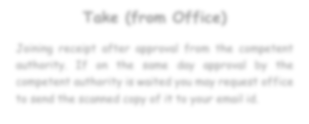 Take (from Office)
Joining receipt after approval from the competent
authority. If on the same day approval by the
competent authority is waited you may request office
to send the scanned copy of it to your email id.